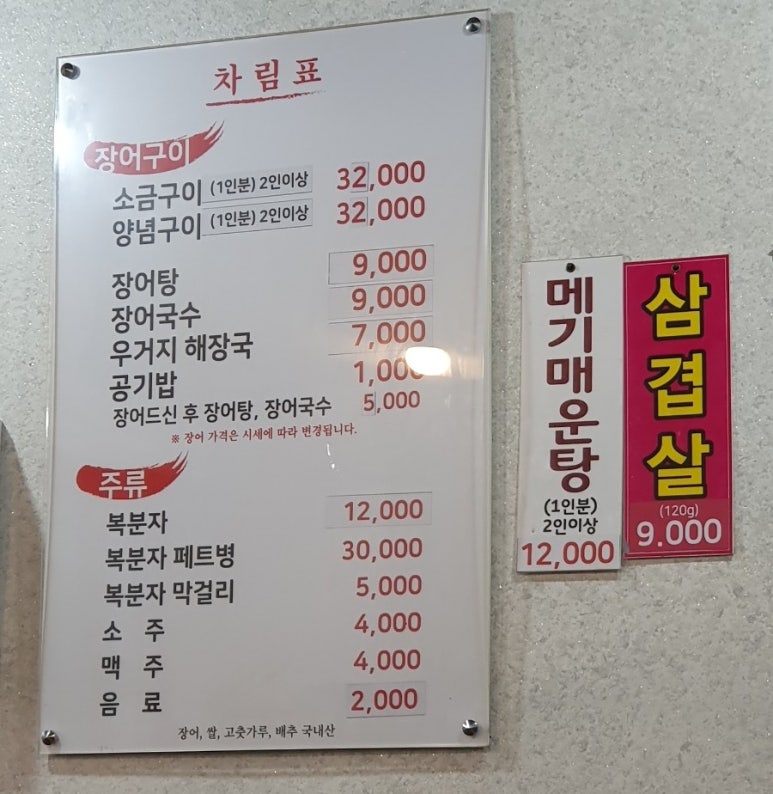 차림표
장어구이
소금구이 (1인분) 2인이상 32,000
양념구이 (1인분) 2인이상 32,000
장어탕 9,000
장어국수 9,000
우거지 해장국 7,000
공기밥 1,000
장어드신 후 장어탕, 장어국수 5,000
※ 장어 가격은 시세에 따라 변경됩니다.
주류
복분자 12,000
복분자 페트병 30,000
복분자 막걸리 5,000
소 주 4,000
맥 주 4,000
음 료 2,000
장어, 쌀, 고춧가루, 배추 국내산
메기매운탕
(1인분)
2인이상
12,000
삼겹살
(120g)
9.000